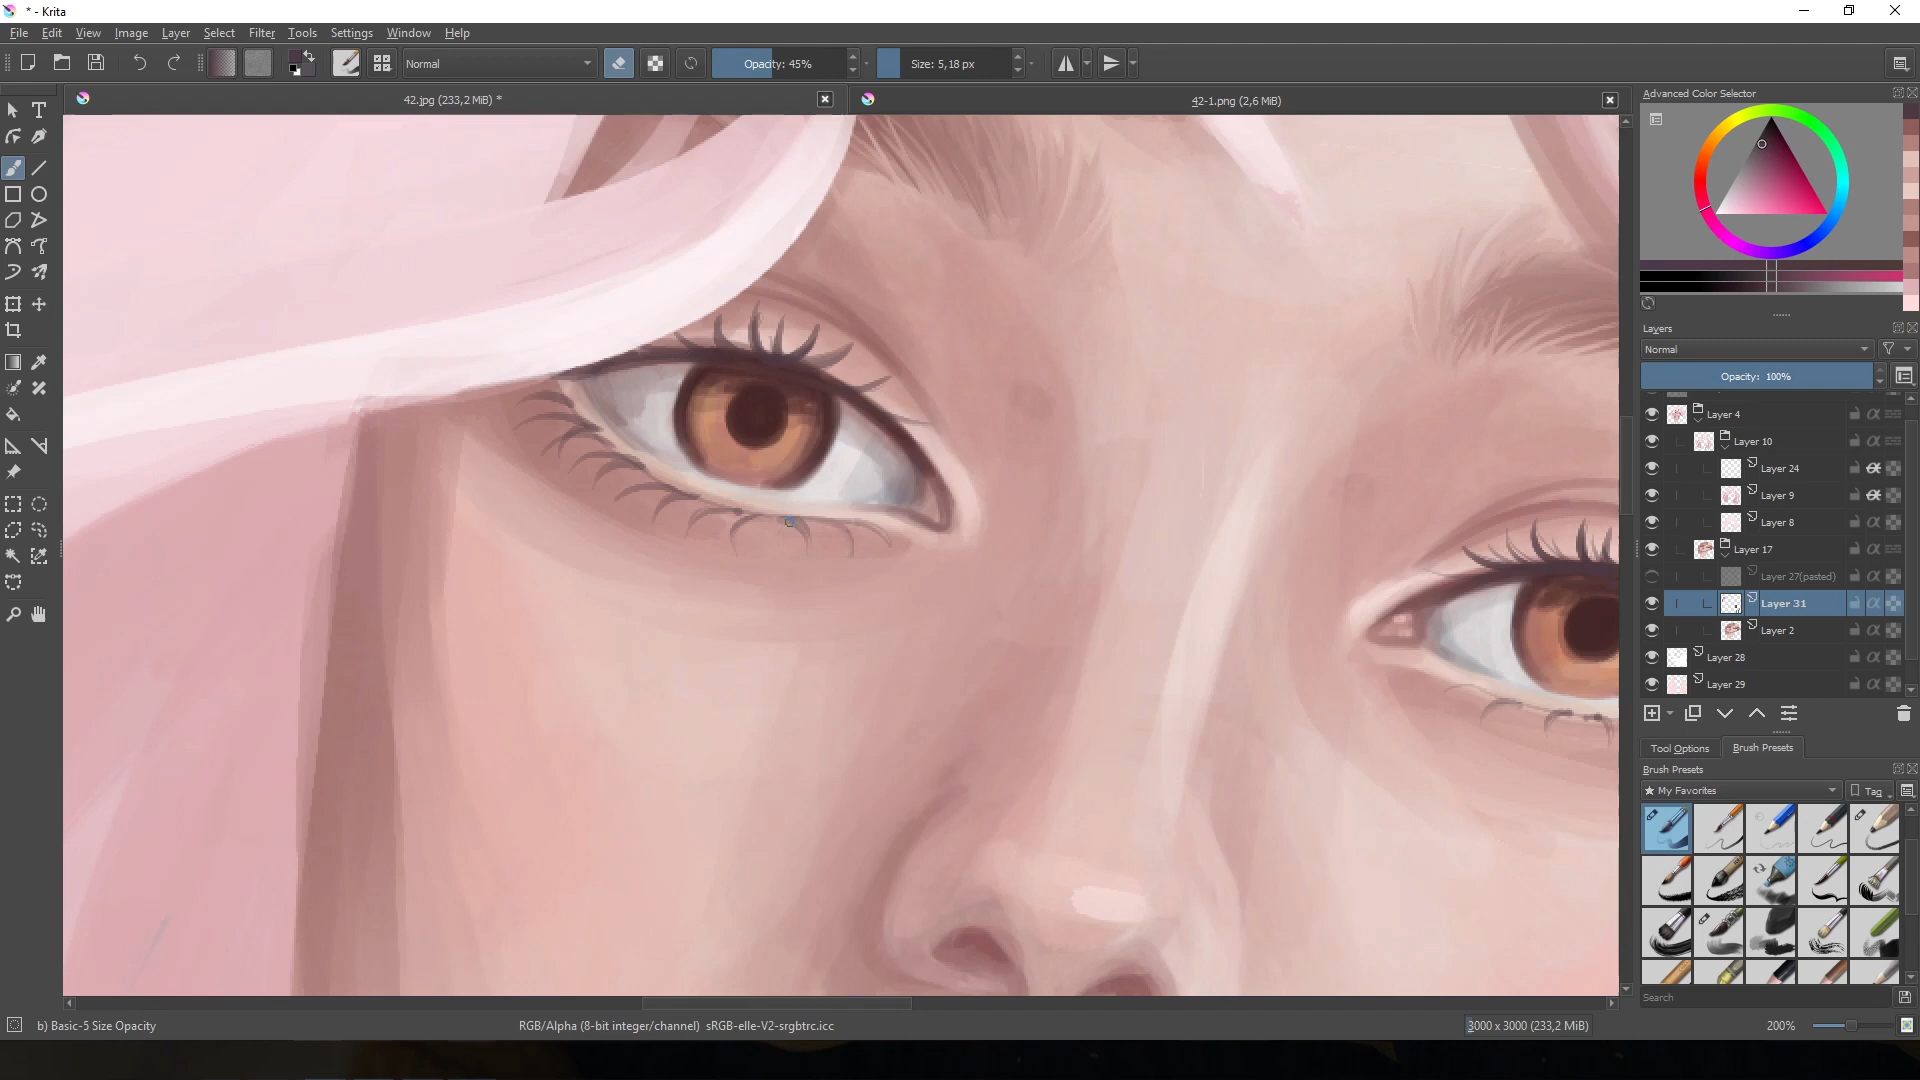 * - Krita
File Edit View Image Layer Select Filter Tools Settings Window Help
Normal
Opacity: 45%
Size: 5,18 px
42.jpg (233,2 MiB) *
42-1.png (2,6 MiB)
Advanced Color Selector
Layers
Normal
Opacity: 100%
Layer 4
Layer 10
Layer 24
Layer 9
Layer 8
Layer 17
Layer 27(pasted)
Layer 31
Layer 2
Layer 28
Layer 29
Tool Options
Brush Presets
Brush Presets
★ My Favorites
Tag
Search
b) Basic-5 Size Opacity
RGB/Alpha (8-bit integer/channel) sRGB-elle-V2-srgbtrc.icc
3000 x 3000 (233,2 MiB)
200%